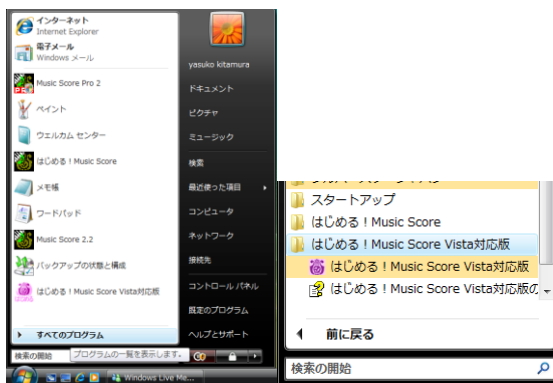 インターネット
Internet Explorer
電子メール
Windows メール
Music Score Pro 2
ペイント
ウェルカム センター
はじめる！Music Score
メモ帳
ワードパッド
Music Score 2.2
バックアップの状態と構成
はじめる！Music Score Vista対応版
すべてのプログラム
検索の開始
プログラムの一覧を表示します。
Windows Live Me...
yasuko kitamura
ドキュメント
ピクチャ
ミュージック
検索
最近使った項目
コンピュータ
ネットワーク
接続先
コントロール パネル
既定のプログラム
ヘルプとサポート
スタートアップ
はじめる！Music Score
はじめる！Music Score Vista対応版
はじめる！Music Score Vista対応版
はじめる！Music Score Vista対応版の
前に戻る
検索の開始